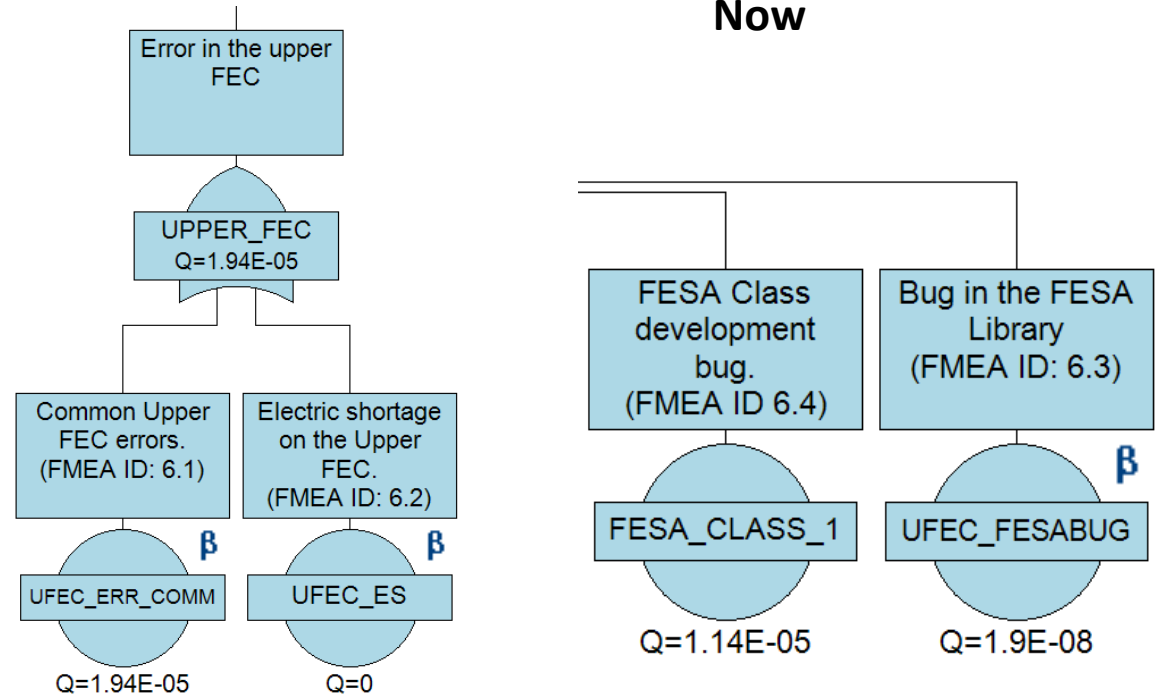 Now
Error in the upper
FEC
UPPER_FEC
Q=1.94E-05
Common Upper
FEC errors.
(FMEA ID: 6.1)
β
UFEC_ERR_COMM
Q=1.94E-05
Electric shortage
on the Upper
FEC.
(FMEA ID: 6.2)
β
UFEC_ES
Q=0
FESA Class
development
bug.
(FMEA ID 6.4)
FESA_CLASS_1
Q=1.14E-05
Bug in the FESA
Library
(FMEA ID: 6.3)
β
UFEC_FESABUG
Q=1.9E-08